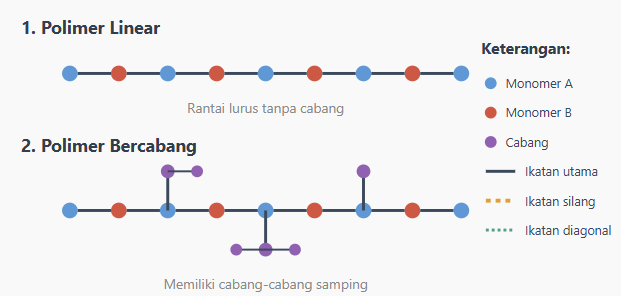 1. Polimer Linear
Rantai lurus tanpa cabang
2. Polimer Bercabang
Memiliki cabang-cabang samping
Keterangan:
Monomer A
Monomer B
Cabang
Ikatan utama
Ikatan silang
Ikatan diagonal